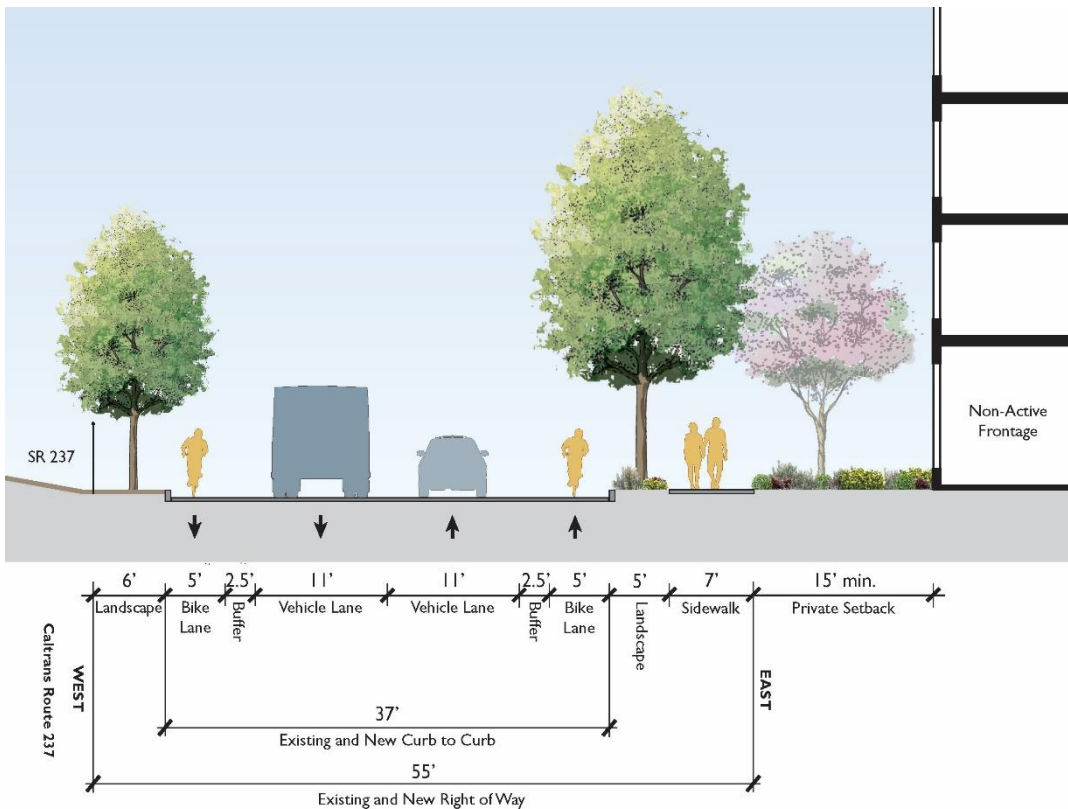 SR 237
Non-Active
Frontage
6’ 5’ 2.5’ 11’ 11’ 2.5’ 5’ 5’ 7’ 15’ min.
Landscape Bike Lane Buffer Vehicle Lane Vehicle Lane Buffer Bike Lane Landscape Sidewalk Private Setback
Caltrans Route 237
WEST
EAST
37’
Existing and New Curb to Curb
55’
Existing and New Right of Way